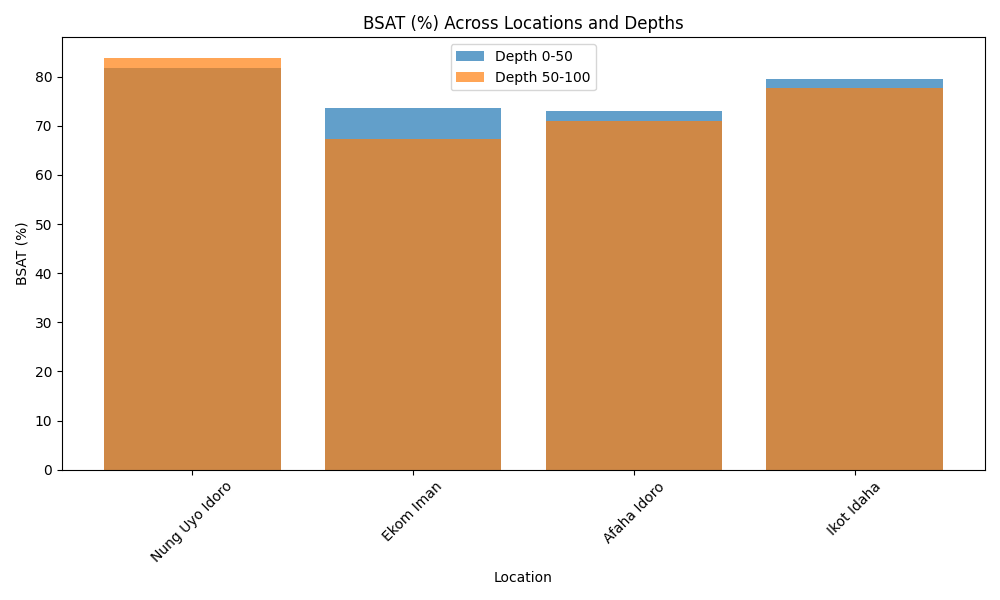 BSAT (%) Across Locations and Depths
Depth 0-50
Depth 50-100
BSAT (%)
80
70
60
50
40
30
20
10
0
Nung Uyo Idoro
Ekom Iman
Afaha Idoro
Ikot Idaha
Location